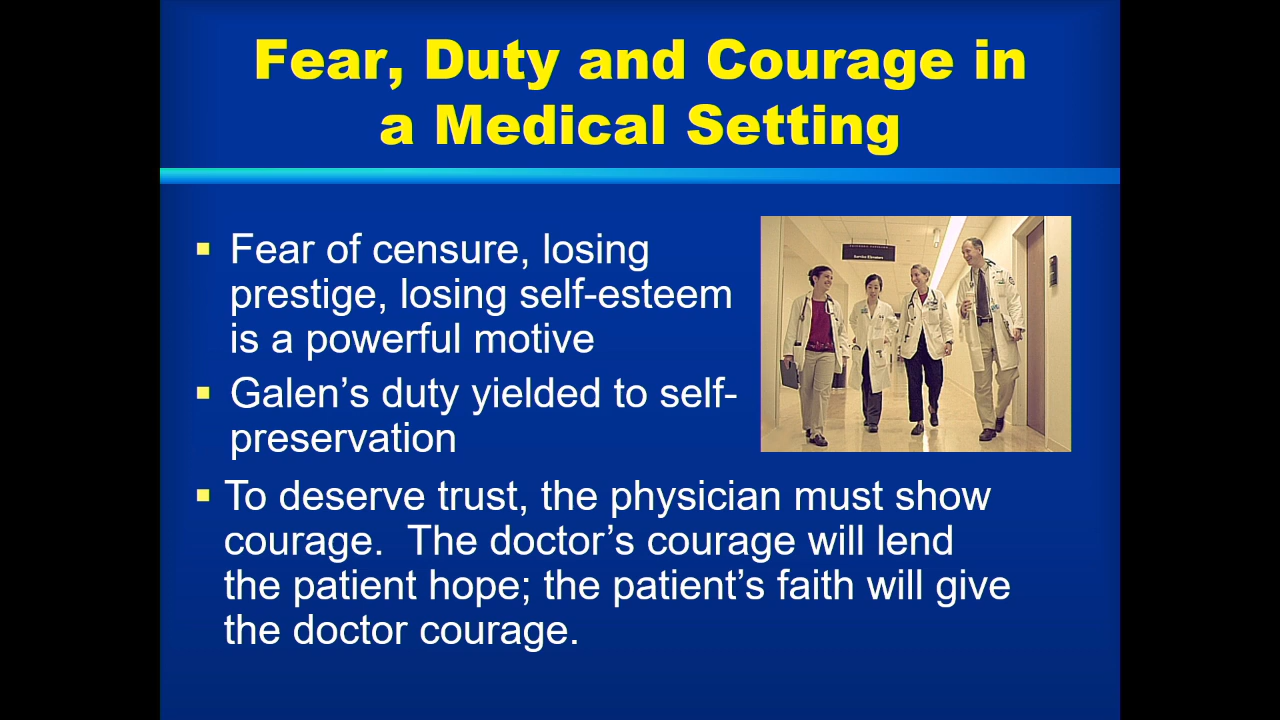 Fear, Duty and Courage in
a Medical Setting
Fear of censure, losing
prestige, losing self-esteem
is a powerful motive
Galen’s duty yielded to self-
preservation
To deserve trust, the physician must show
courage.  The doctor’s courage will lend
the patient hope; the patient’s faith will give
the doctor courage.
Service Elevators